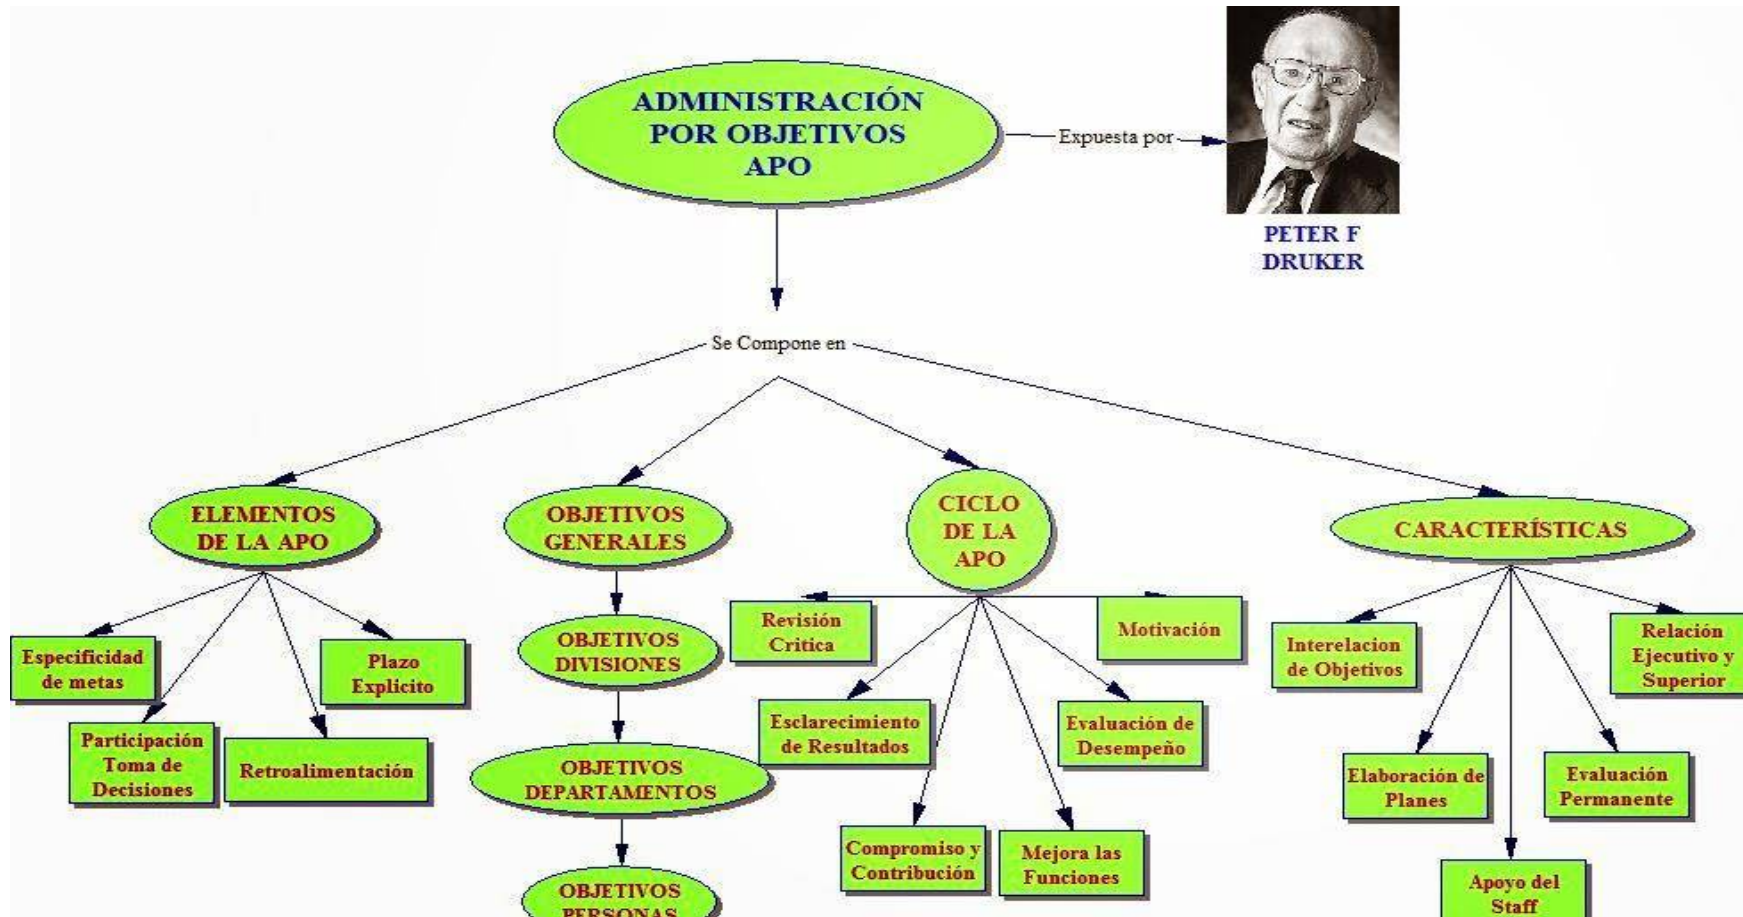 ADMINISTRACIÓN
POR OBJETIVOS
APO
Expuesta por
PETER F
DRUKER
Se Compone en
ELEMENTOS
DE LA APO
OBJETIVOS
GENERALES
CICLO
DE LA
APO
CARACTERÍSTICAS
Especificidad
de metas
Plazo
Explicito
Participación
Toma de
Decisiones
Retroalimentación
OBJETIVOS
DIVISIONES
OBJETIVOS
DEPARTAMENTOS
OBJETIVOS
PERSONAS
Revisión
Critica
Motivación
Esclarecimiento
de Resultados
Evaluación de
Desempeño
Compromiso y
Contribución
Mejora las
Funciones
Interelacion
de Objetivos
Relación
Ejecutivo y
Superior
Elaboración de
Planes
Evaluación
Permanente
Apoyo del
Staff